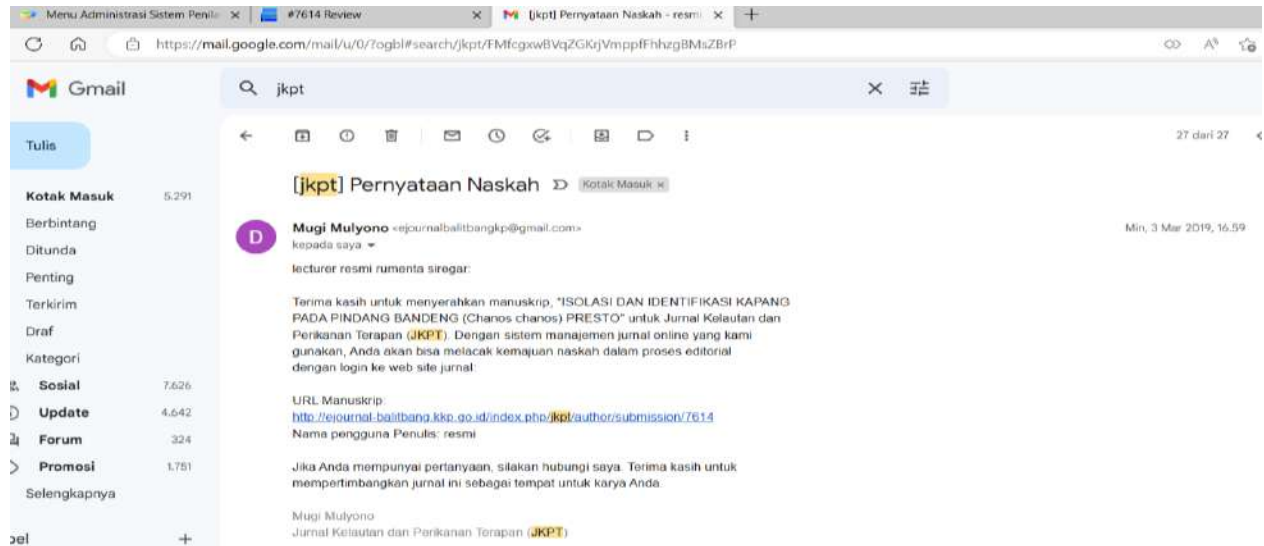 Menu Administrasi Sistem Penila
#7614 Review
[jkpt] Pernyataan Naskah - resmi
https://mail.google.com/mail/u/0/?ogbl#search/jkpt/FMfcgxwBVqZGKrjVmppfFhhzgBMsZBrP
Gmail
jkpt
Tulis
27 dari 27
[jkpt] Pernyataan Naskah
Kotak Masuk x
Kotak Masuk 5.291
Berbintang
Ditunda
Penting
Terkirim
Draf
Kategori
Sosial 7.626
Update 4.642
Forum 324
Promosi 1.751
Selengkapnya
D
Mugi Mulyono <ejournalbalitbangkp@gmail.com>
Min, 3 Mar 2019, 16.59
kepada saya
lecturer resmi rumenta siregar:
Terima kasih untuk menyerahkan manuskrip, "ISOLASI DAN IDENTIFIKASI KAPANG
PADA PINDANG BANDENG (Chanos chanos) PRESTO" untuk Jurnal Kelautan dan
Perikanan Terapan (JKPT). Dengan sistem manajemen jurnal online yang kami
gunakan, Anda akan bisa melacak kemajuan naskah dalam proses editorial
dengan login ke web site jurnal:
URL Manuskrip:
http://ejournal-balitbang.kkp.go.id/index.php/jkpt/author/submission/7614
Nama pengguna Penulis: resmi
Jika Anda mempunyai pertanyaan, silakan hubungi saya. Terima kasih untuk
mempertimbangkan jurnal ini sebagai tempat untuk karya Anda.
Mugi Mulyono
Jurnal Kelautan dan Perikanan Terapan (JKPT)